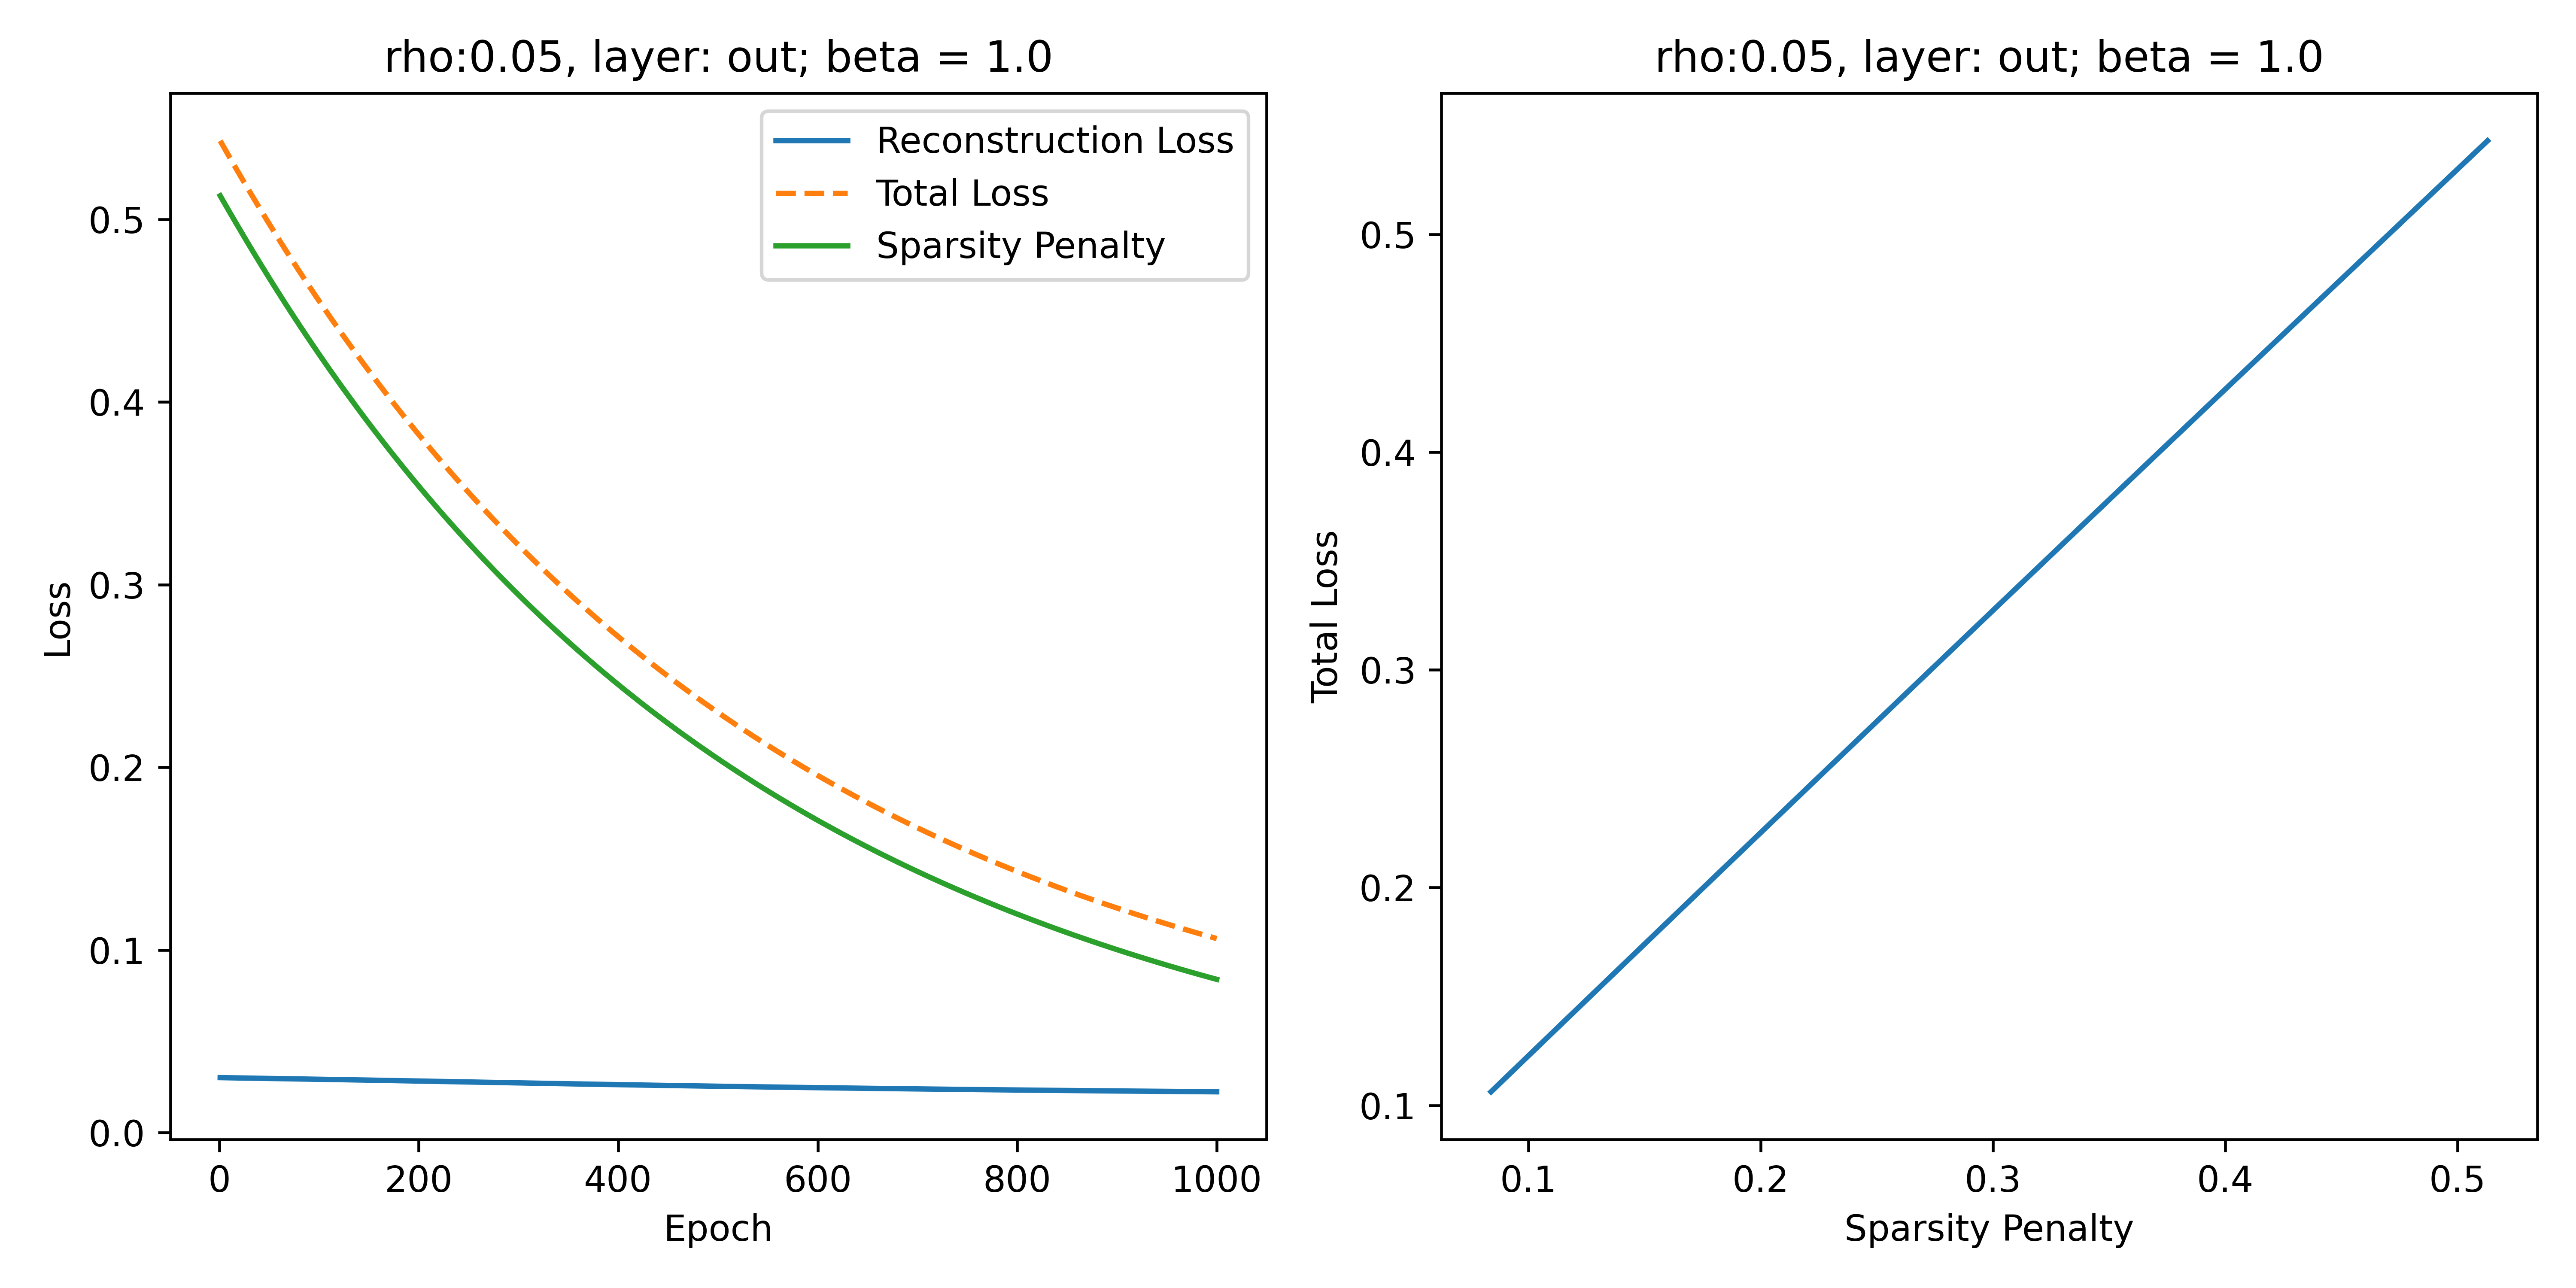 rho:0.05, layer: out; beta = 1.0
Reconstruction Loss
Total Loss
Sparsity Penalty
Loss
0.5
0.4
0.3
0.2
0.1
0.0
0 200 400 600 800 1000
Epoch
rho:0.05, layer: out; beta = 1.0
Total Loss
0.5
0.4
0.3
0.2
0.1
0.1 0.2 0.3 0.4 0.5
Sparsity Penalty